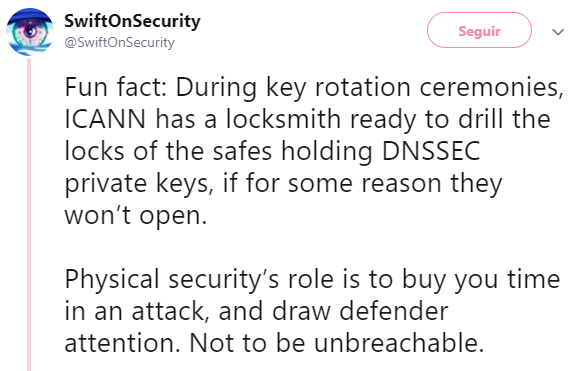 SwiftOnSecurity
@SwiftOnSecurity
Seguir
Fun fact: During key rotation ceremonies,
ICANN has a locksmith ready to drill the
locks of the safes holding DNSSEC
private keys, if for some reason they
won’t open.
Physical security’s role is to buy you time
in an attack, and draw defender
attention. Not to be unbreachable.